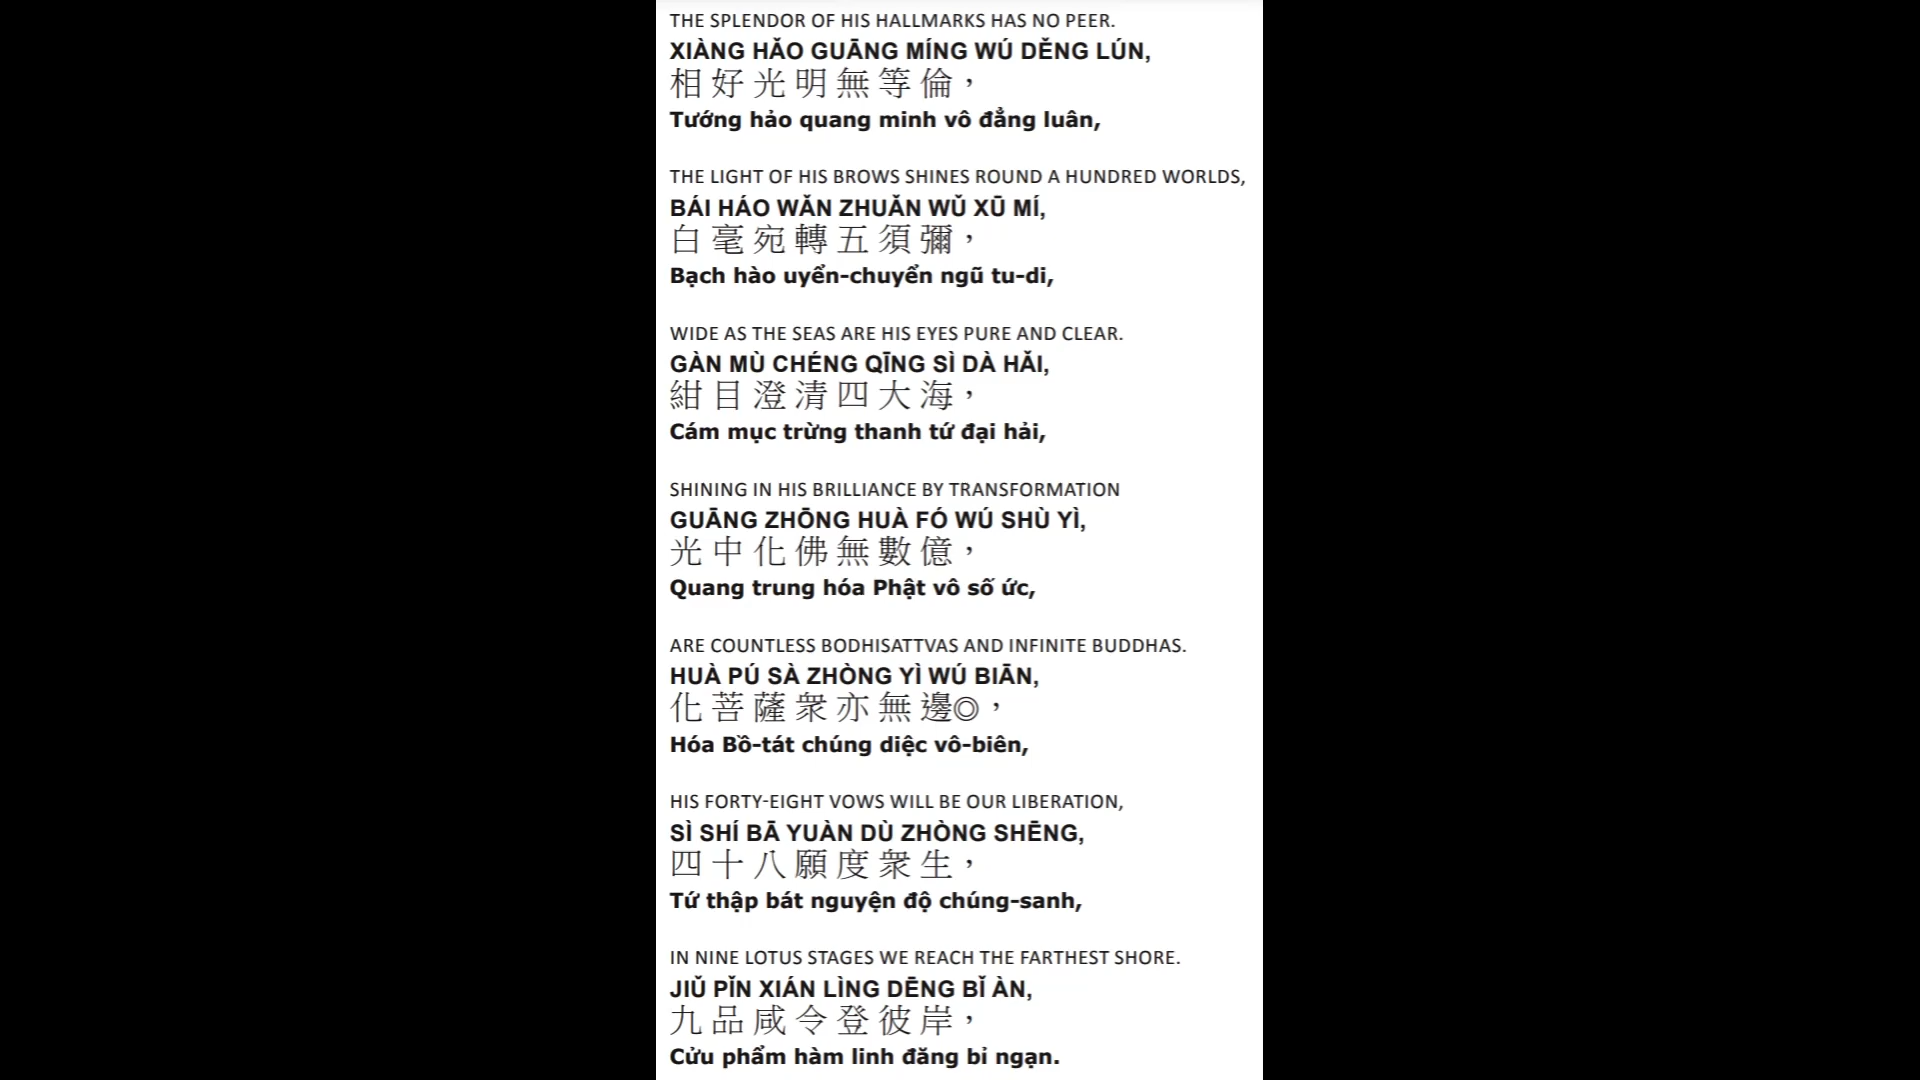 THE SPLENDOR OF HIS HALLMARKS HAS NO PEER.
XIÀNG HǍO GUĀNG MÍNG WÚ DĚNG LÚN,
相好光明無等倫，
Tướng hảo quang minh vô đẳng luân,
THE LIGHT OF HIS BROWS SHINES ROUND A HUNDRED WORLDS,
BÁI HÁO WǍN ZHUǍN WǓ XŪ MÍ,
白毫宛轉五須彌，
Bạch hào uyển-chuyển ngũ tu-di,
WIDE AS THE SEAS ARE HIS EYES PURE AND CLEAR.
GÀN MÙ CHÉNG QĪNG SÌ DÀ HǍI,
紺目澄清四大海，
Cám mục trừng thanh tứ đại hải,
SHINING IN HIS BRILLIANCE BY TRANSFORMATION
GUĀNG ZHŌNG HUÀ FÓ WÚ SHÙ YÌ,
光中化佛無數億，
Quang trung hóa Phật vô số ức,
ARE COUNTLESS BODHISATTVAS AND INFINITE BUDDHAS.
HUÀ PÚ SÀ ZHÒNG YÌ WÚ BIĀN,
化菩薩衆亦無邊◎，
Hóa Bồ-tát chúng diệc vô-biên,
HIS FORTY-EIGHT VOWS WILL BE OUR LIBERATION,
SÌ SHÍ BĀ YUÀN DÙ ZHÒNG SHĒNG,
四十八願度衆生，
Tứ thập bát nguyện độ chúng-sanh,
IN NINE LOTUS STAGES WE REACH THE FARTHEST SHORE.
JIǓ PǏN XIÁN LÌNG DĒNG BǏ ÀN,
九品咸令登彼岸，
Cửu phẩm hàm linh đăng bỉ ngạn.